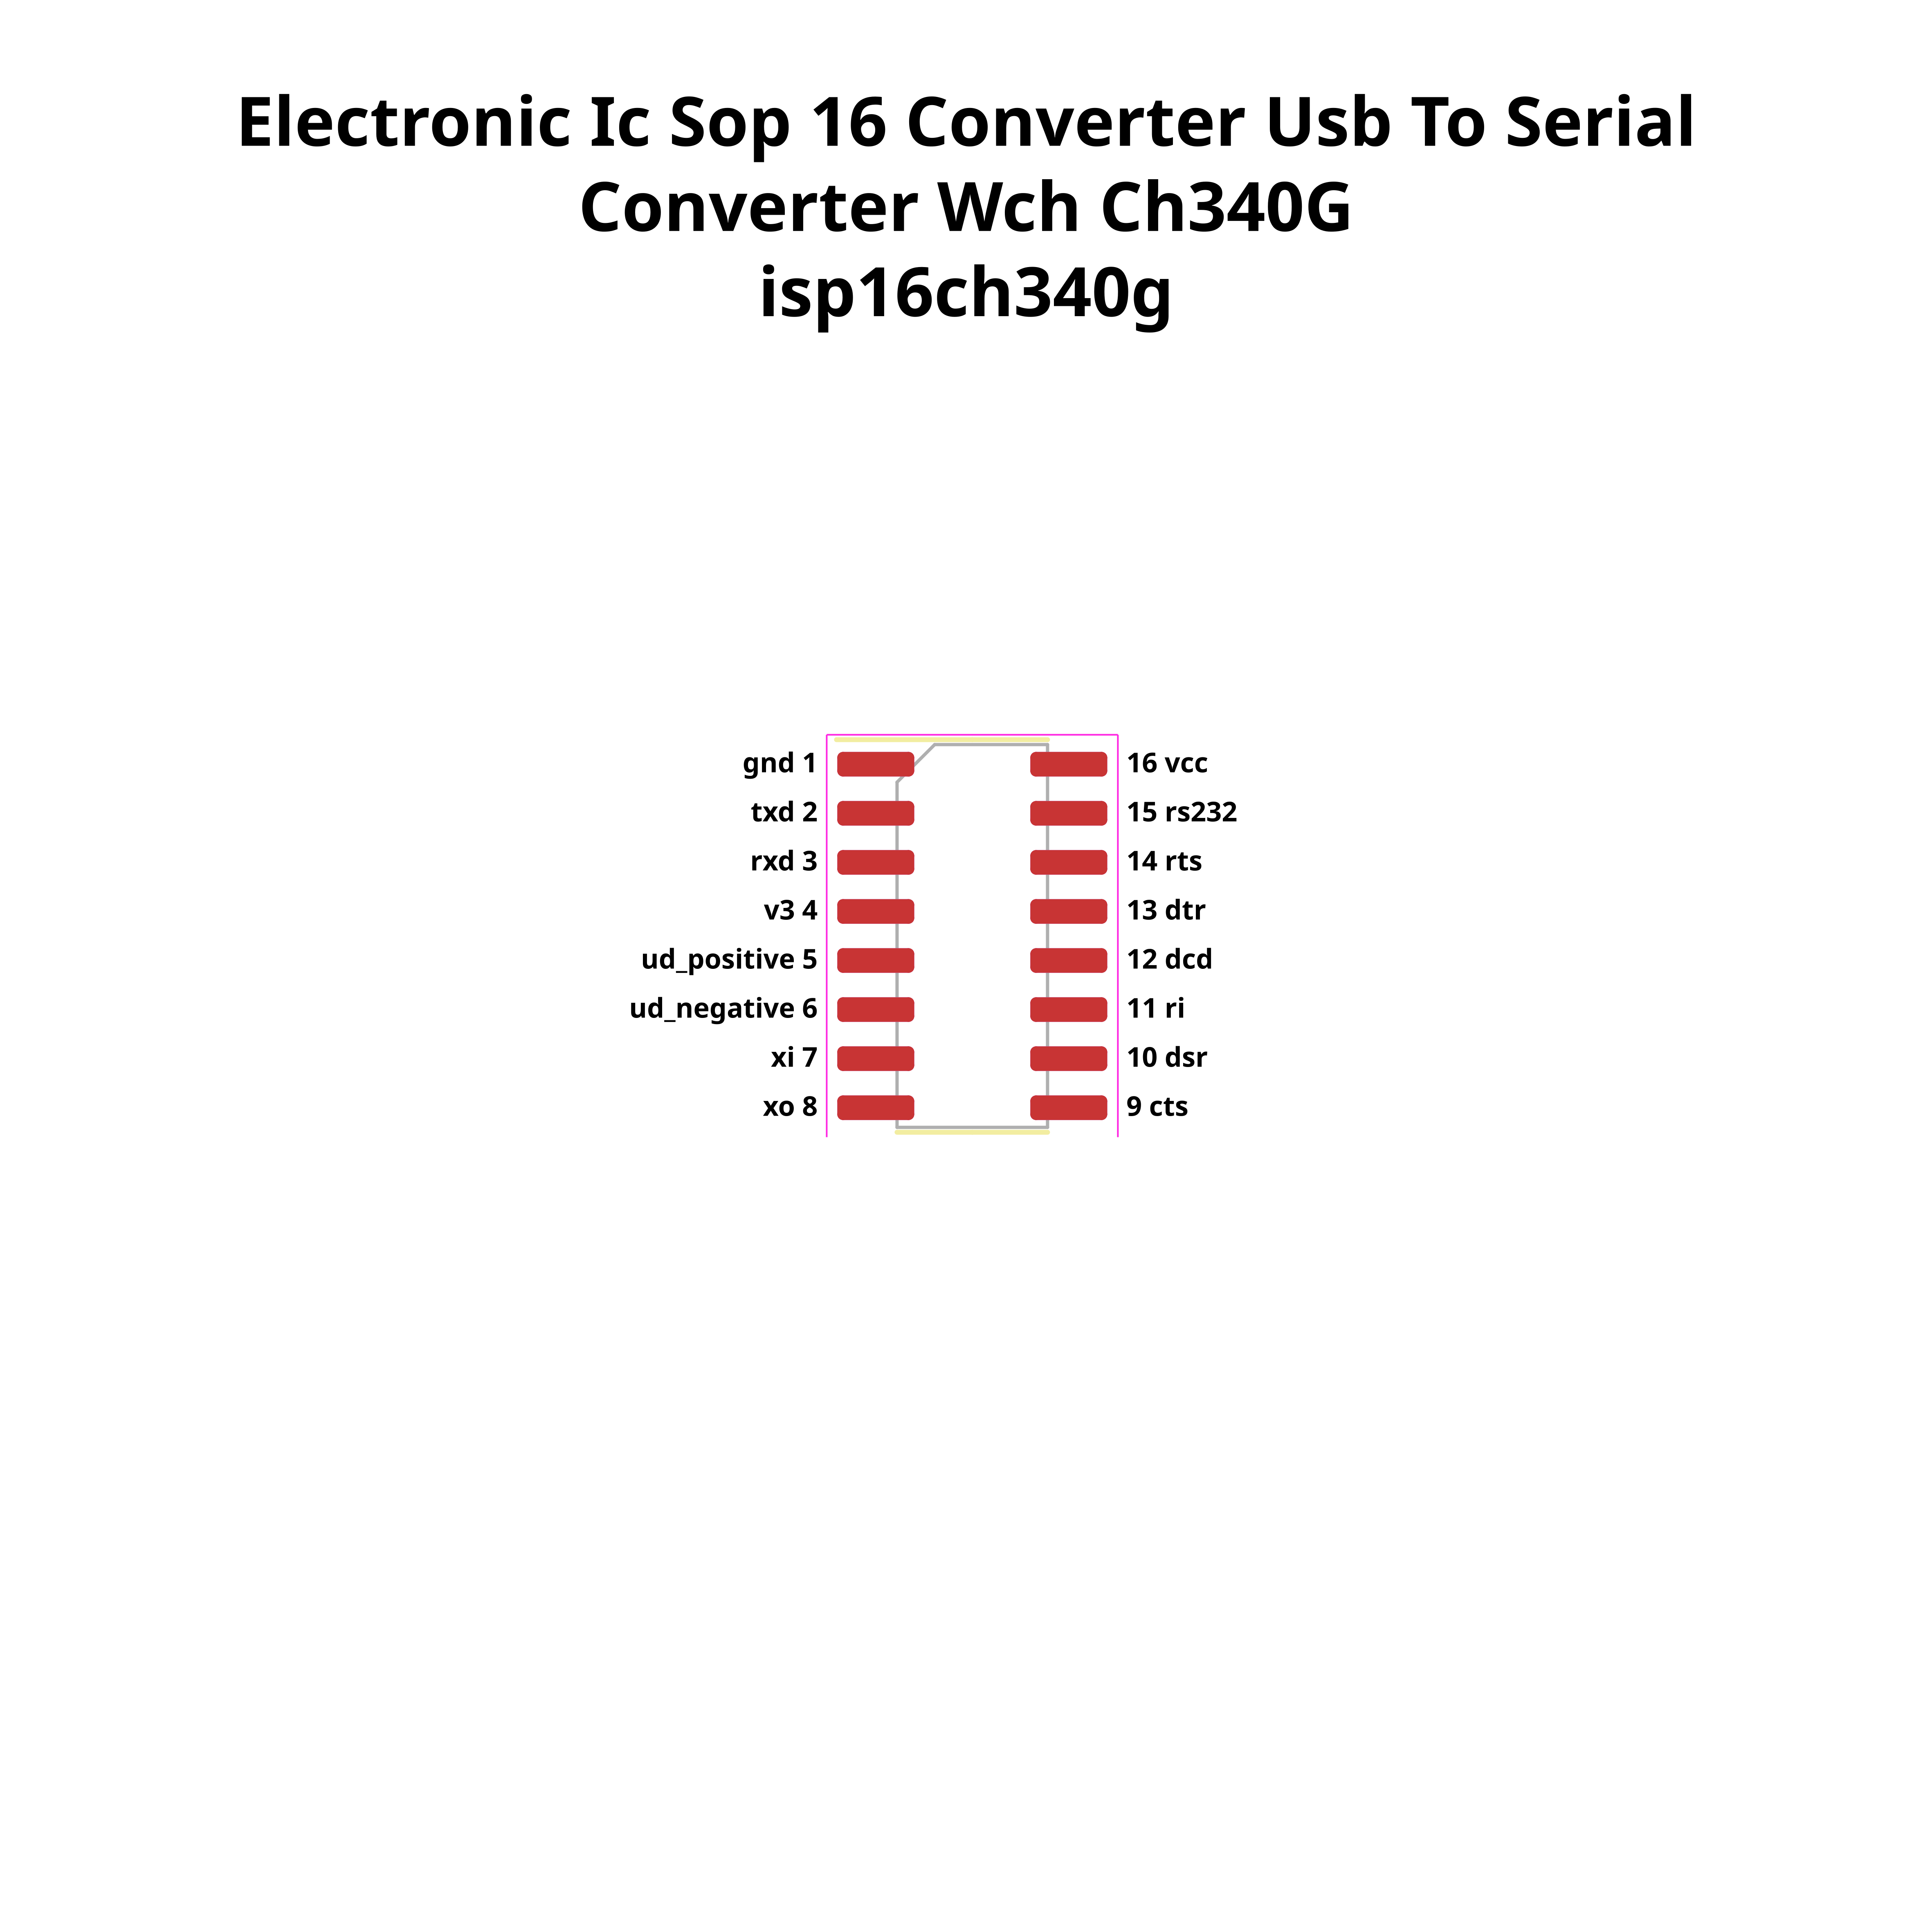 Electronic Ic Sop 16 Converter Usb To Serial
Converter Wch Ch340G
isp16ch340g
gnd 1 16 vcc
txd 2 15 rs232
rxd 3 14 rts
v3 4 13 dtr
ud_positive 5 12 dcd
ud_negative 6 11 ri
xi 7 10 dsr
xo 8 9 cts